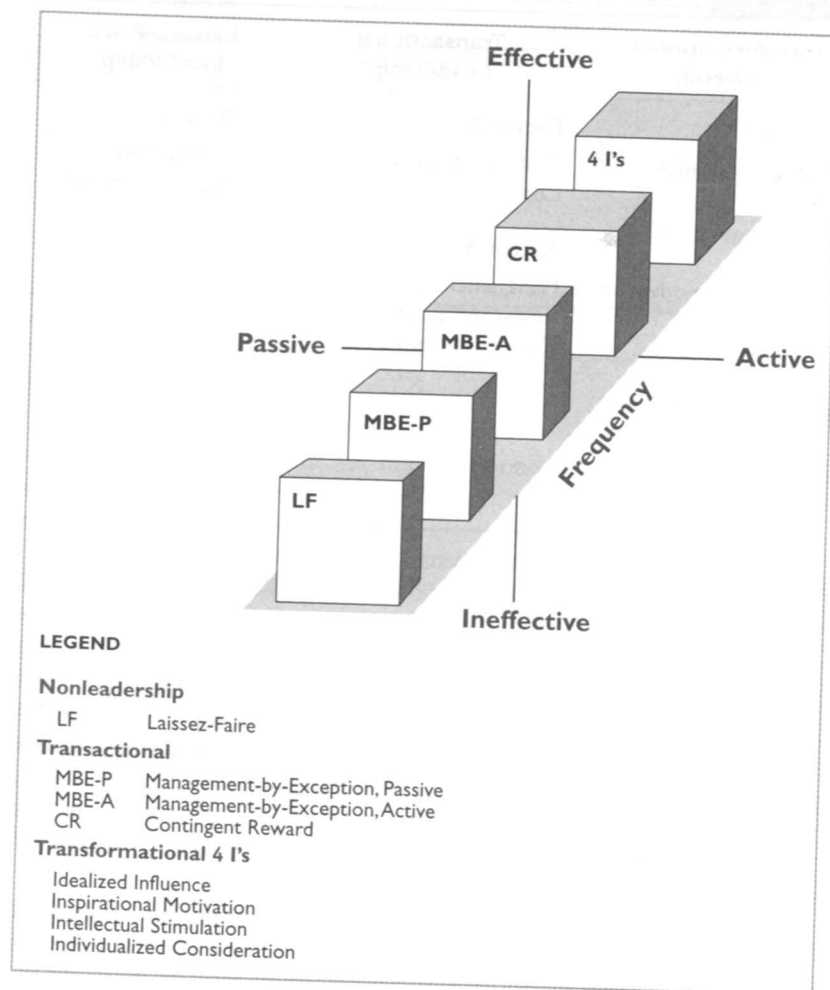 Effective
4 I's
CR
Passive
MBE-A
Active
MBE-P
Frequency
LF
Ineffective
LEGEND
Nonleadership
LF Laissez-Faire
Transactional
MBE-P Management-by-Exception, Passive
MBE-A Management-by-Exception, Active
CR Contingent Reward
Transformational 4 I's
Idealized Influence
Inspirational Motivation
Intellectual Stimulation
Individualized Consideration